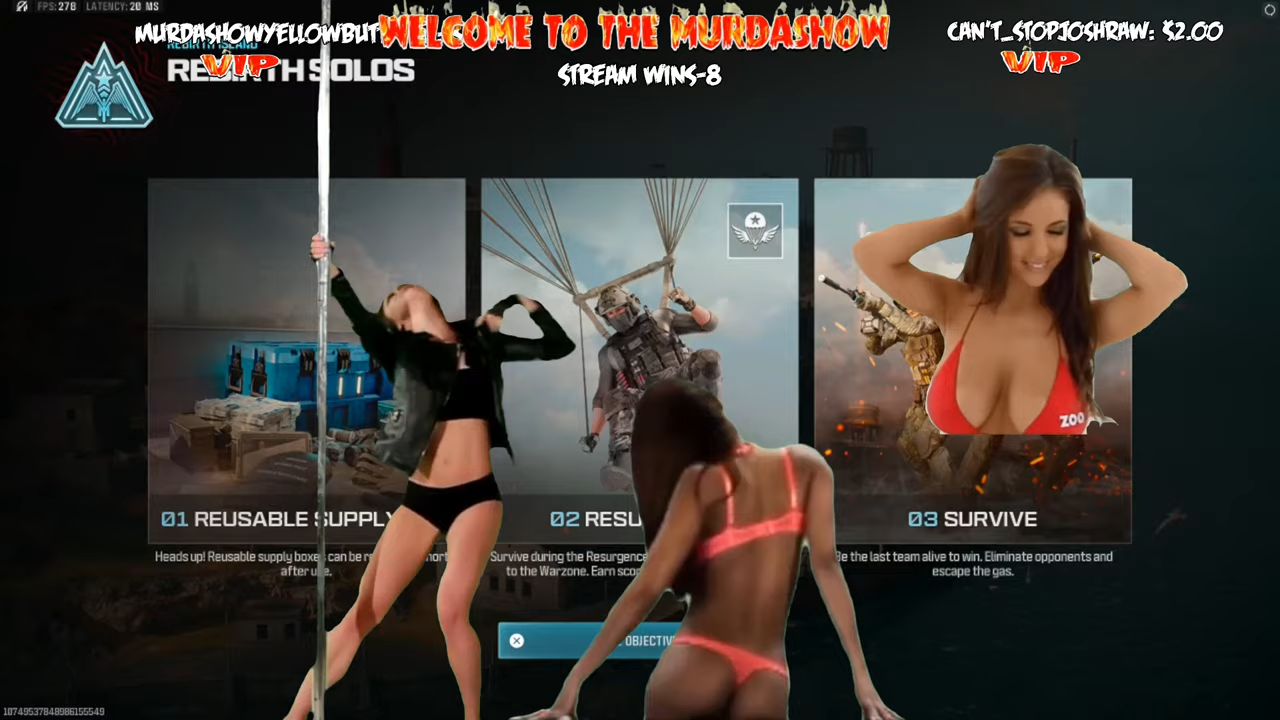 FPS: 278 LATENCY: 20 MS
WELCOME TO THE MURDASHOW
MURDASHOWYELLOWBUT
CAN'T_STOPJOSHRAW: $2.00
REBIRTH ISLAND
VIP
VIP
REBIRTH SOLOS
STREAM WINS-8
01 REUSABLE SUPPLY
02 RESU
03 SURVIVE
Heads up! Reusable supply boxes can be
after use.
Survive during the Resurgence
to the Warzone. Earn
Be the last team alive to win. Eliminate opponents and
escape the gas.
ZOO
OBJECTIV